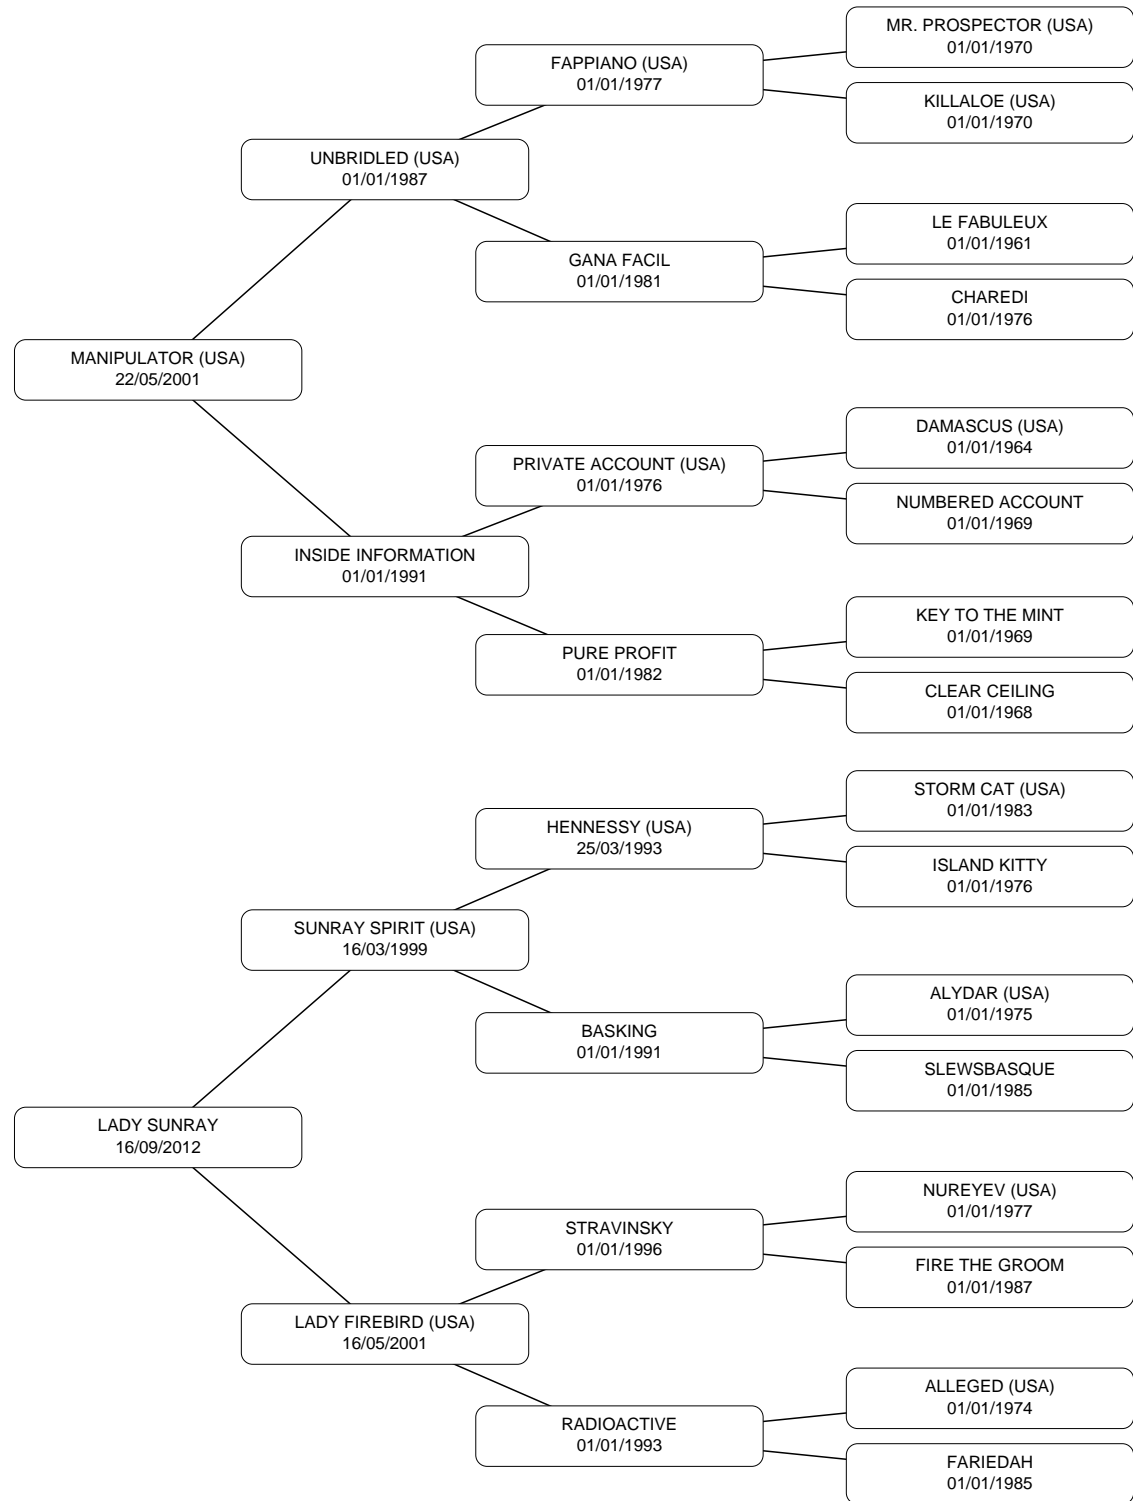 MR. PROSPECTOR (USA)
01/01/1970
FAPPIANO (USA)
01/01/1977
KILLALOE (USA)
01/01/1970
UNBRIDLED (USA)
01/01/1987
LE FABULEUX
01/01/1961
GANA FACIL
01/01/1981
CHAREDI
01/01/1976
MANIPULATOR (USA)
22/05/2001
DAMASCUS (USA)
01/01/1964
PRIVATE ACCOUNT (USA)
01/01/1976
NUMBERED ACCOUNT
01/01/1969
INSIDE INFORMATION
01/01/1991
KEY TO THE MINT
01/01/1969
PURE PROFIT
01/01/1982
CLEAR CEILING
01/01/1968
STORM CAT (USA)
01/01/1983
HENNESSY (USA)
25/03/1993
ISLAND KITTY
01/01/1976
SUNRAY SPIRIT (USA)
16/03/1999
ALYDAR (USA)
01/01/1975
BASKING
01/01/1991
SLEWSBASQUE
01/01/1985
LADY SUNRAY
16/09/2012
NUREYEV (USA)
01/01/1977
STRAVINSKY
01/01/1996
FIRE THE GROOM
01/01/1987
LADY FIREBIRD (USA)
16/05/2001
ALLEGED (USA)
01/01/1974
RADIOACTIVE
01/01/1993
FARIEDAH
01/01/1985